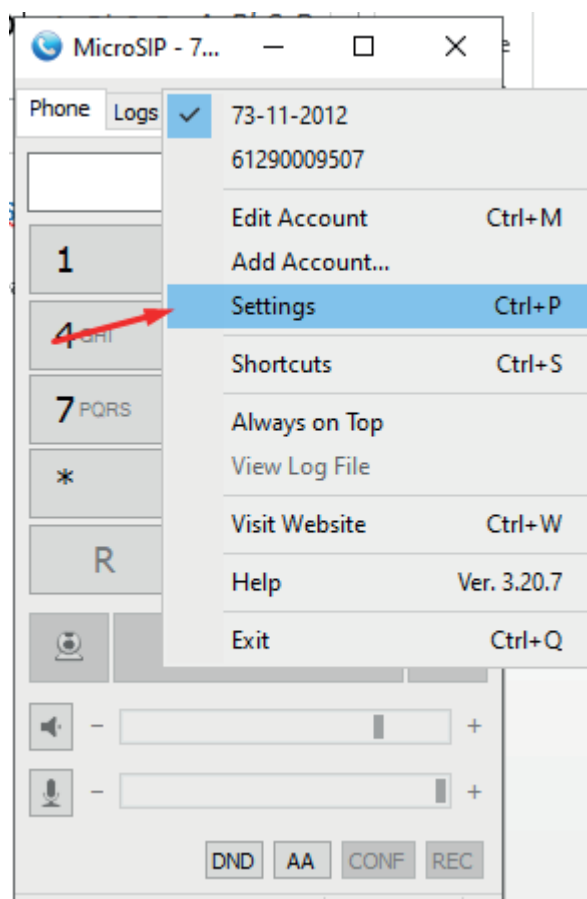 MicroSIP - 7...
Phone Logs
73-11-2012
61290009507
Edit Account Ctrl+M
Add Account...
Settings Ctrl+P
Shortcuts Ctrl+S
Always on Top
View Log File
Visit Website Ctrl+W
Help Ver. 3.20.7
Exit Ctrl+Q
1
4 GHI
7 PQRS
*
R
- +
- +
DND AA CONF REC